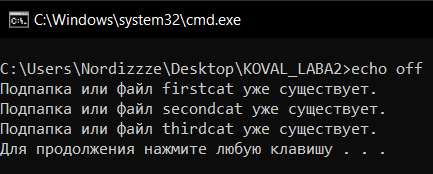 C:\Windows\system32\cmd.exe
C:\Users\Nordizzze\Desktop\KOVAL_LABA2>echo off
Подпапка или файл firstcat уже существует.
Подпапка или файл secondcat уже существует.
Подпапка или файл thirdcat уже существует.
Для продолжения нажмите любую клавишу . . .